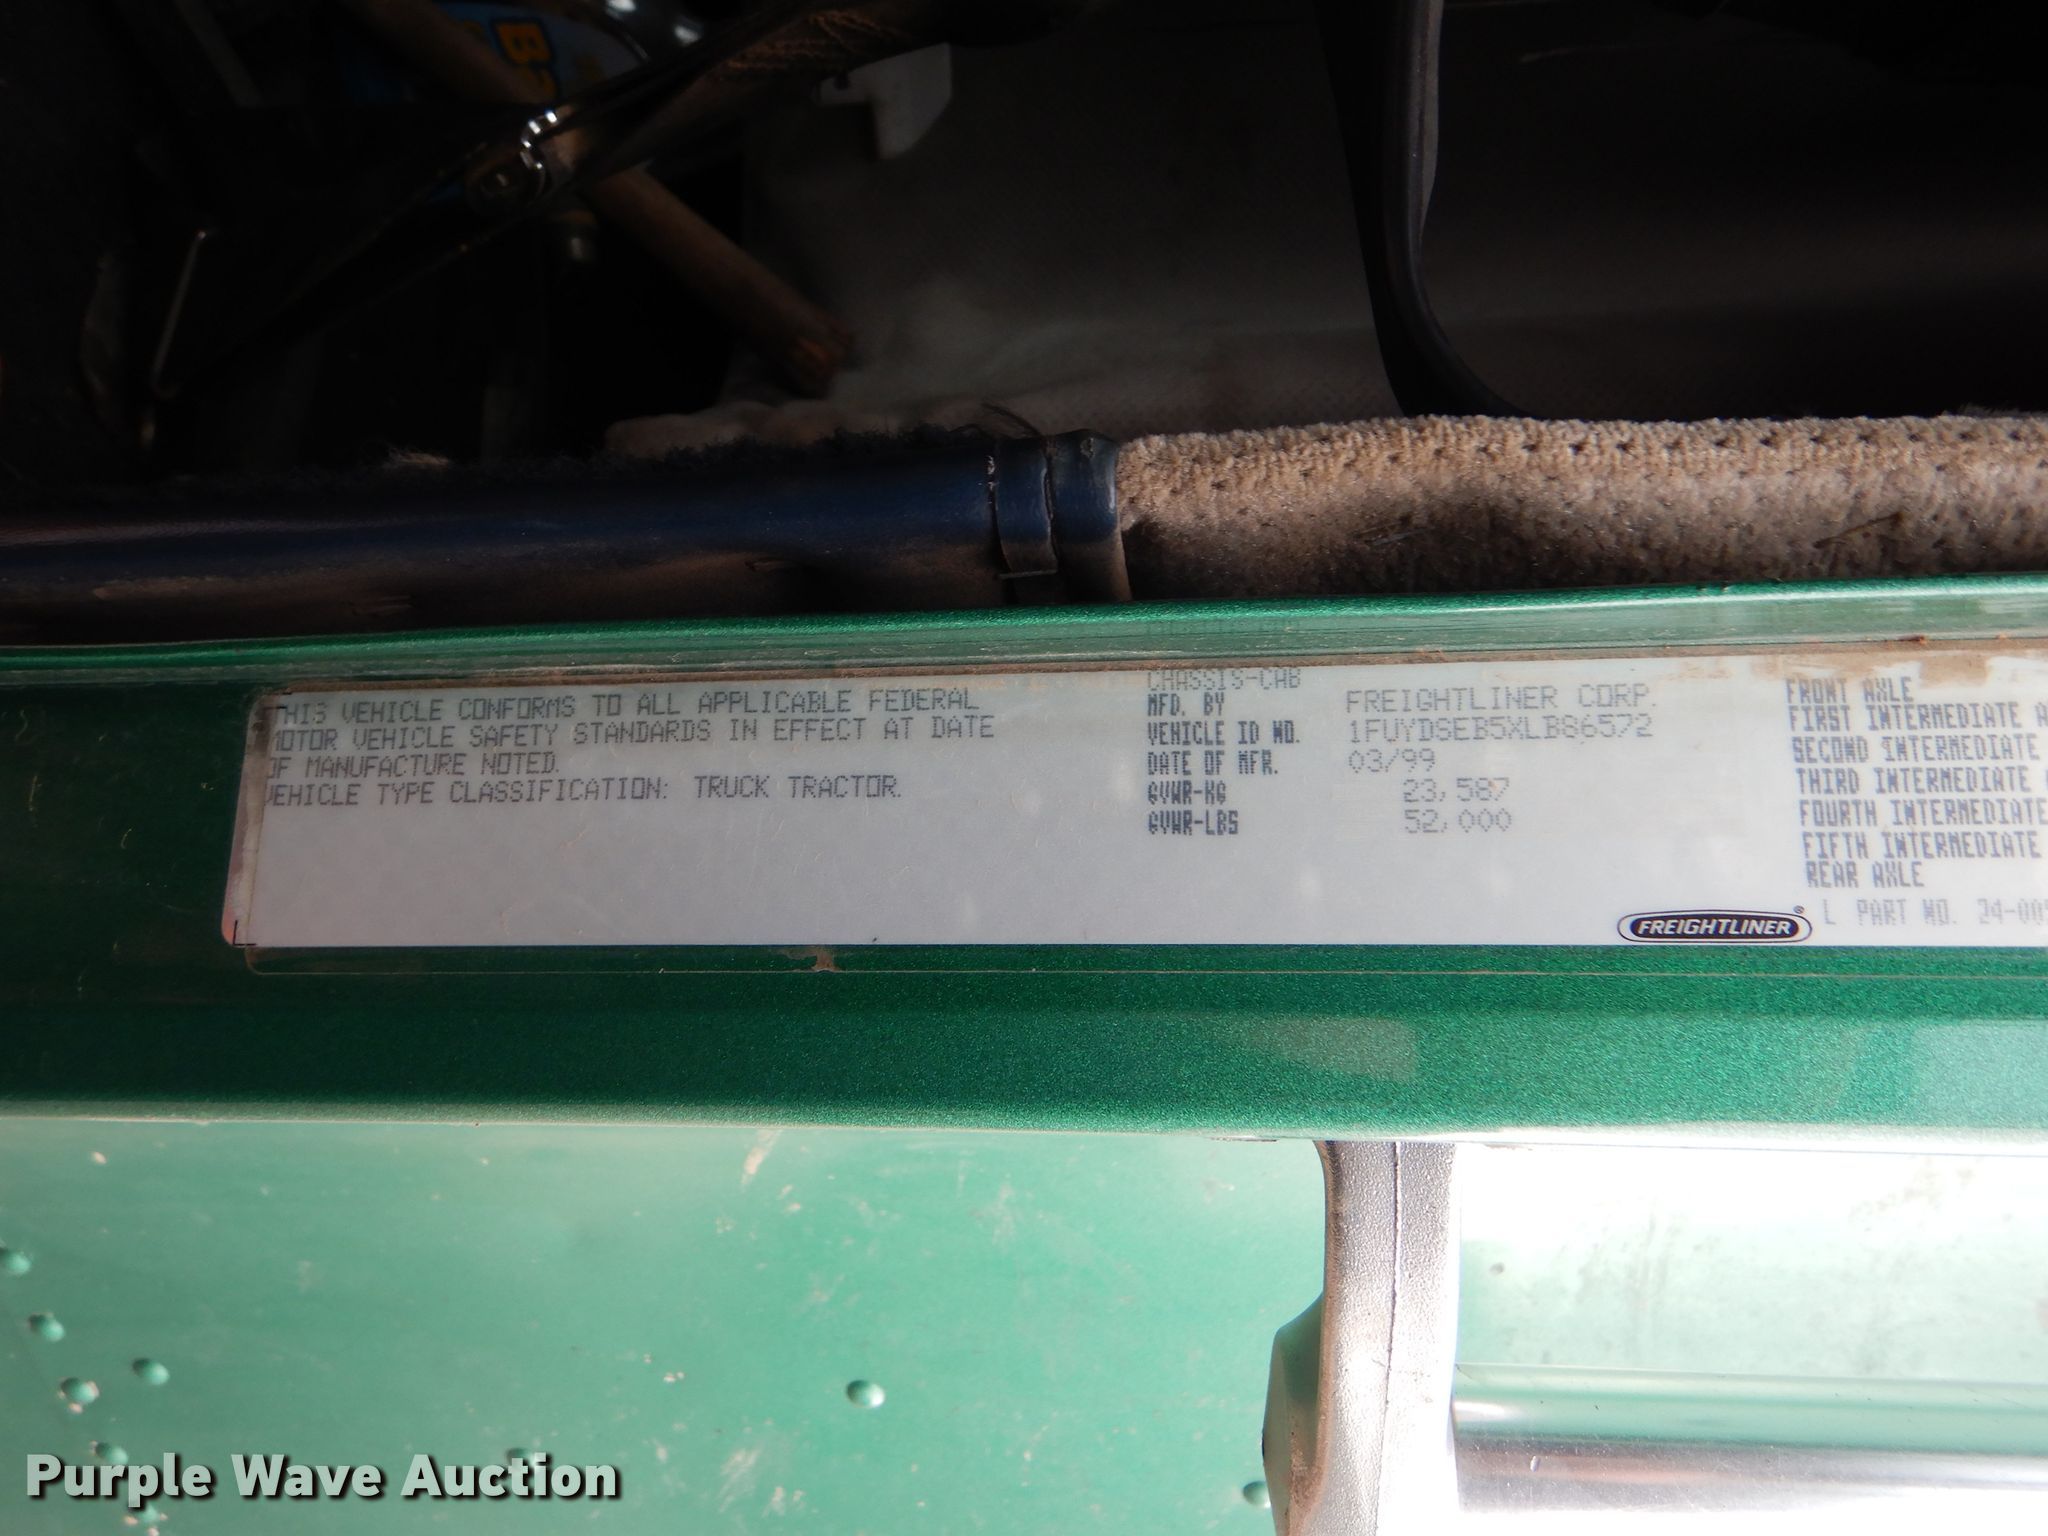 THIS VEHICLE CONFORMS TO ALL APPLICABLE FEDERAL
MOTOR VEHICLE SAFETY STANDARDS IN EFFECT AT DATE
OF MANUFACTURE NOTED.
VEHICLE TYPE CLASSIFICATION: TRUCK TRACTOR.
CHASSIS-CAB
MFD. BY FREIGHTLINER CORP.
VEHICLE ID NO. 1FUYDSEB5XLB86572
DATE OF MFR. 03/99
GVWR-KG 23,587
GVWR-LBS 52,000
FRONT AXLE
FIRST INTERMEDIATE A
SECOND INTERMEDIATE
THIRD INTERMEDIATE
FOURTH INTERMEDIATE
FIFTH INTERMEDIATE
REAR AXLE
FREIGHTLINER®
L PART NO. 24-00
Purple Wave Auction